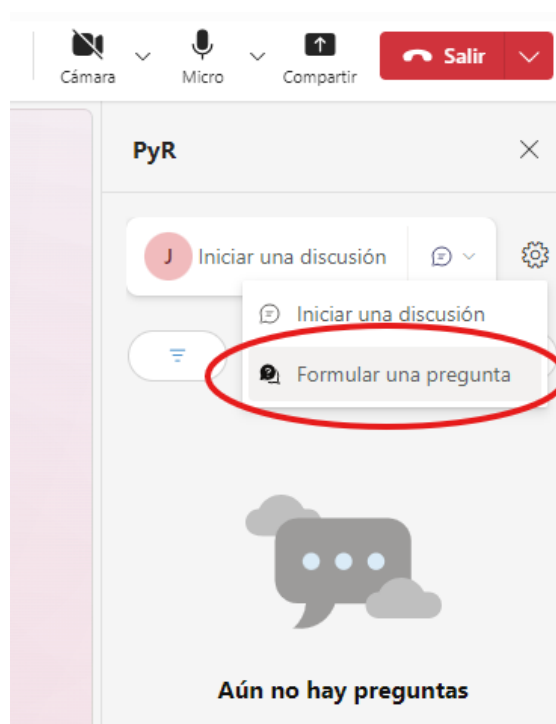 Cámara
Micro
Compartir
Salir
PyR
J Iniciar una discusión
Iniciar una discusión
Formular una pregunta
Aún no hay preguntas